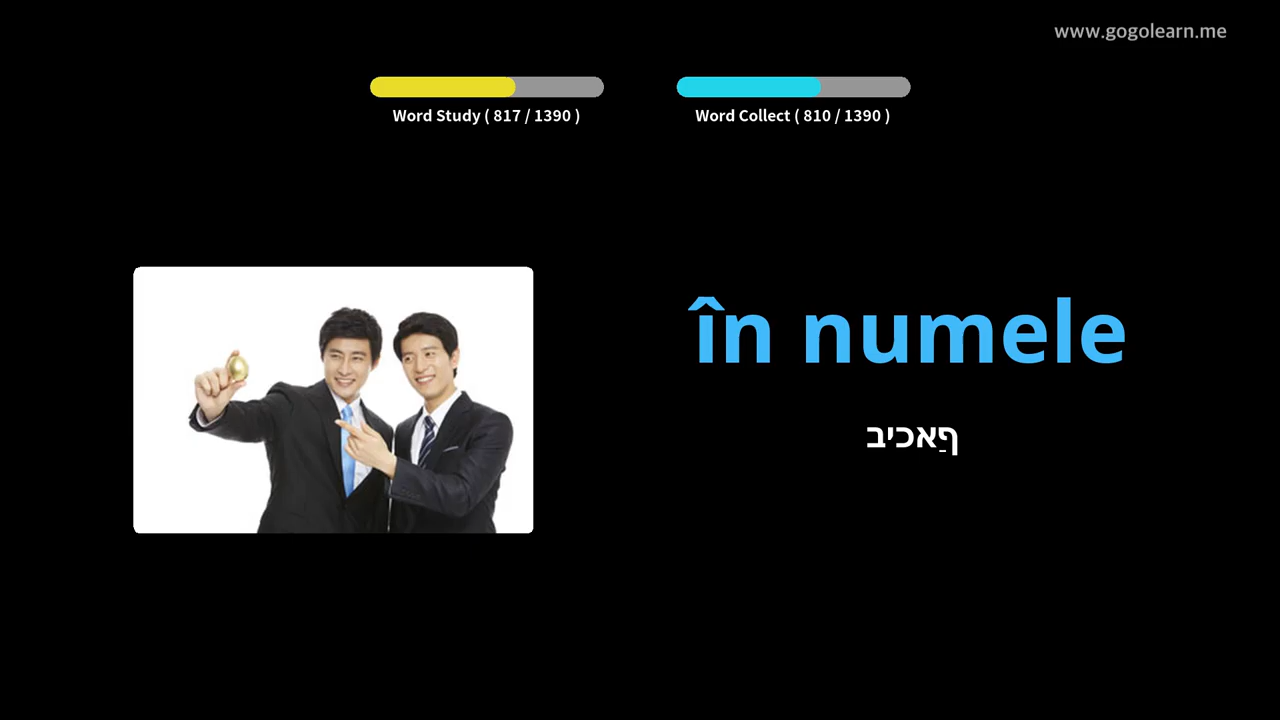 www.gogolearn.me
Word Study ( 817 / 1390 )
Word Collect ( 810 / 1390 )
în numele
ףַאכיב